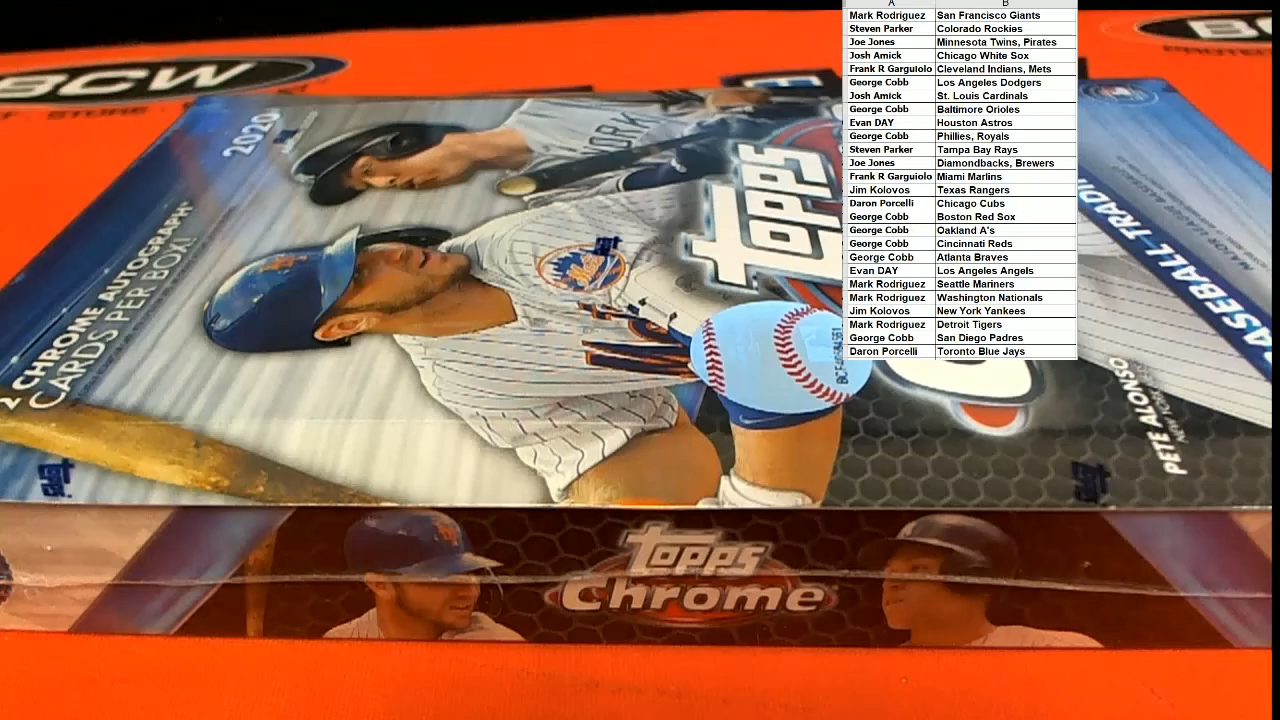 A B
Mark Rodriguez San Francisco Giants
Steven Parker Colorado Rockies
Joe Jones Minnesota Twins, Pirates
Josh Amick Chicago White Sox
Frank R Garguiolo Cleveland Indians, Mets
George Cobb Los Angeles Dodgers
Josh Amick St. Louis Cardinals
George Cobb Baltimore Orioles
Evan DAY Houston Astros
George Cobb Phillies, Royals
Steven Parker Tampa Bay Rays
Joe Jones Diamondbacks, Brewers
Frank R Garguiolo Miami Marlins
Jim Kolovos Texas Rangers
Daron Porcelli Chicago Cubs
George Cobb Boston Red Sox
George Cobb Oakland A's
George Cobb Cincinnati Reds
George Cobb Atlanta Braves
Evan DAY Los Angeles Angels
Mark Rodriguez Seattle Mariners
Mark Rodriguez Washington Nationals
Jim Kolovos New York Yankees
Mark Rodriguez Detroit Tigers
George Cobb San Diego Padres
Daron Porcelli Toronto Blue Jays
BCW
STORE
BCW
2020
YORK
Topps
Mets
2 CHROME AUTOGRAPH
CARDS PER BOX!
PETE ALONSO
Topps
Chrome